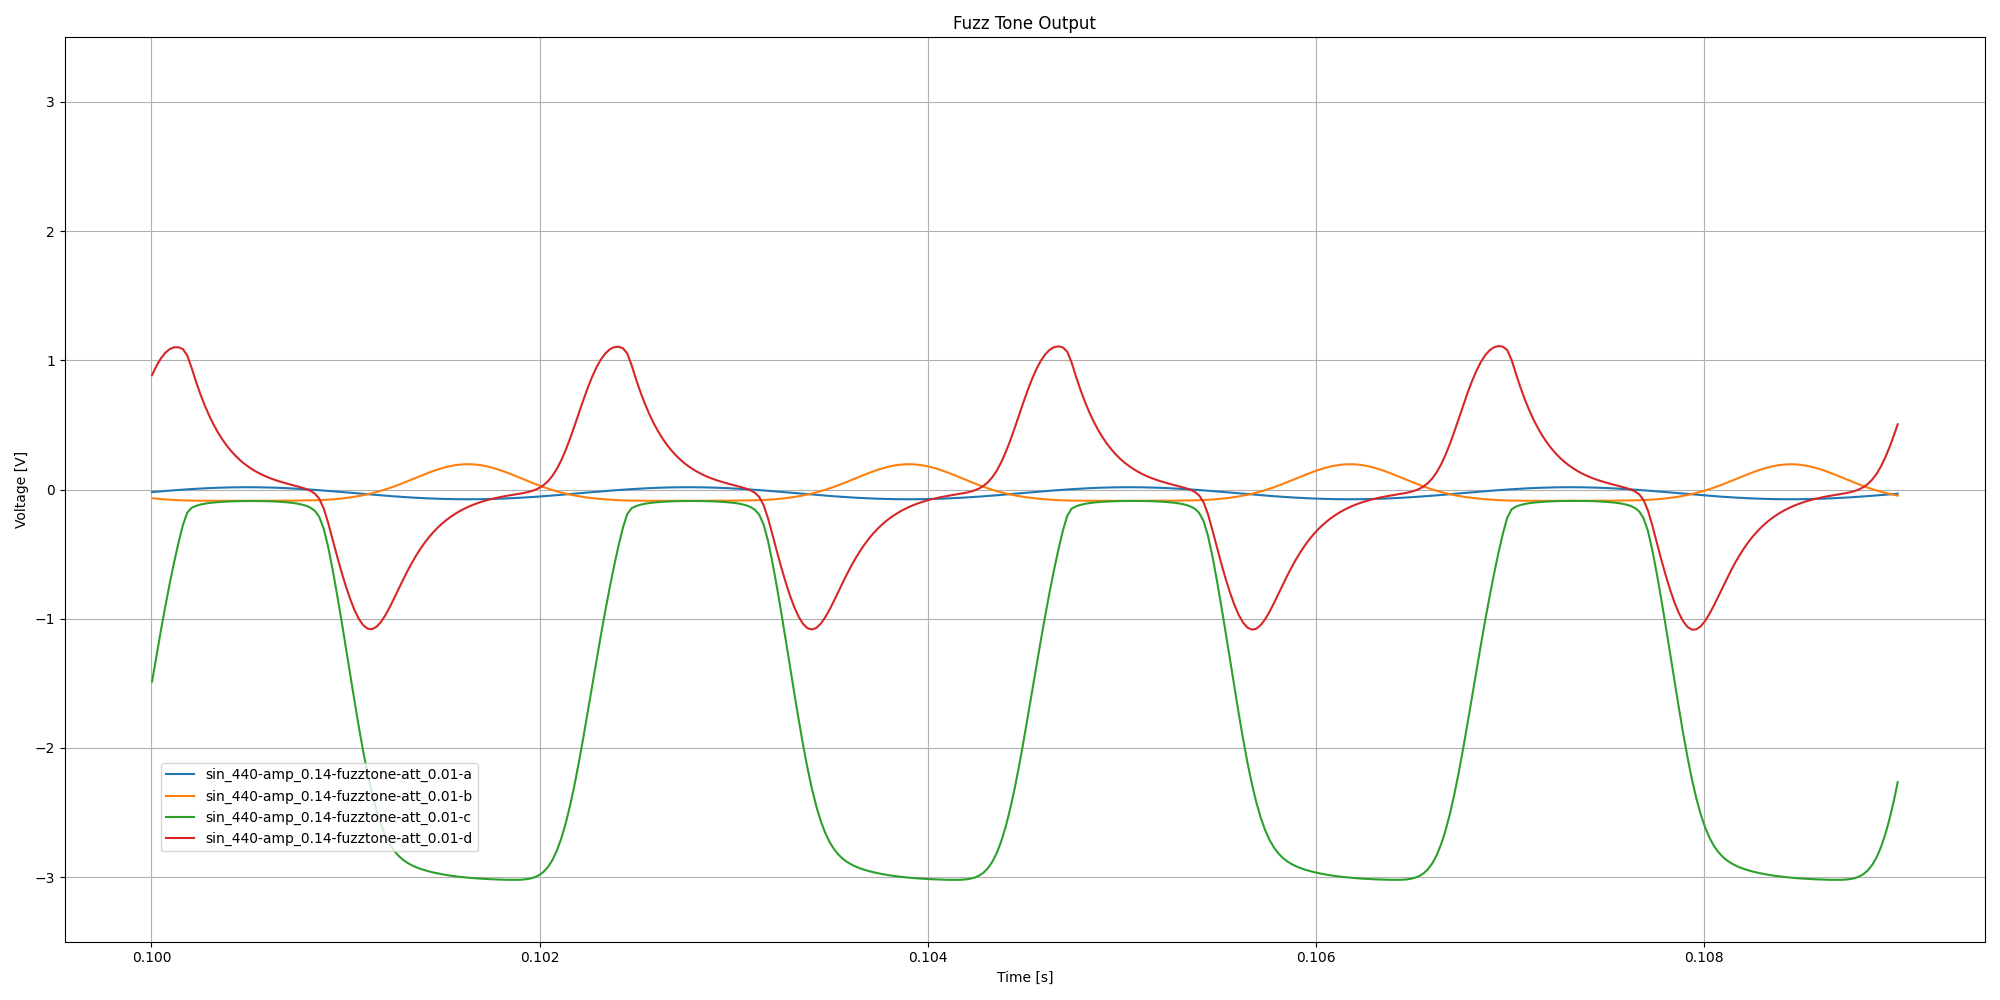 Fuzz Tone Output
Voltage [V]
3
2
1
0
−1
−2
−3
sin_440-amp_0.14-fuzztone-att_0.01-a
sin_440-amp_0.14-fuzztone-att_0.01-b
sin_440-amp_0.14-fuzztone-att_0.01-c
sin_440-amp_0.14-fuzztone-att_0.01-d
0.100 0.102 0.104 0.106 0.108
Time [s]